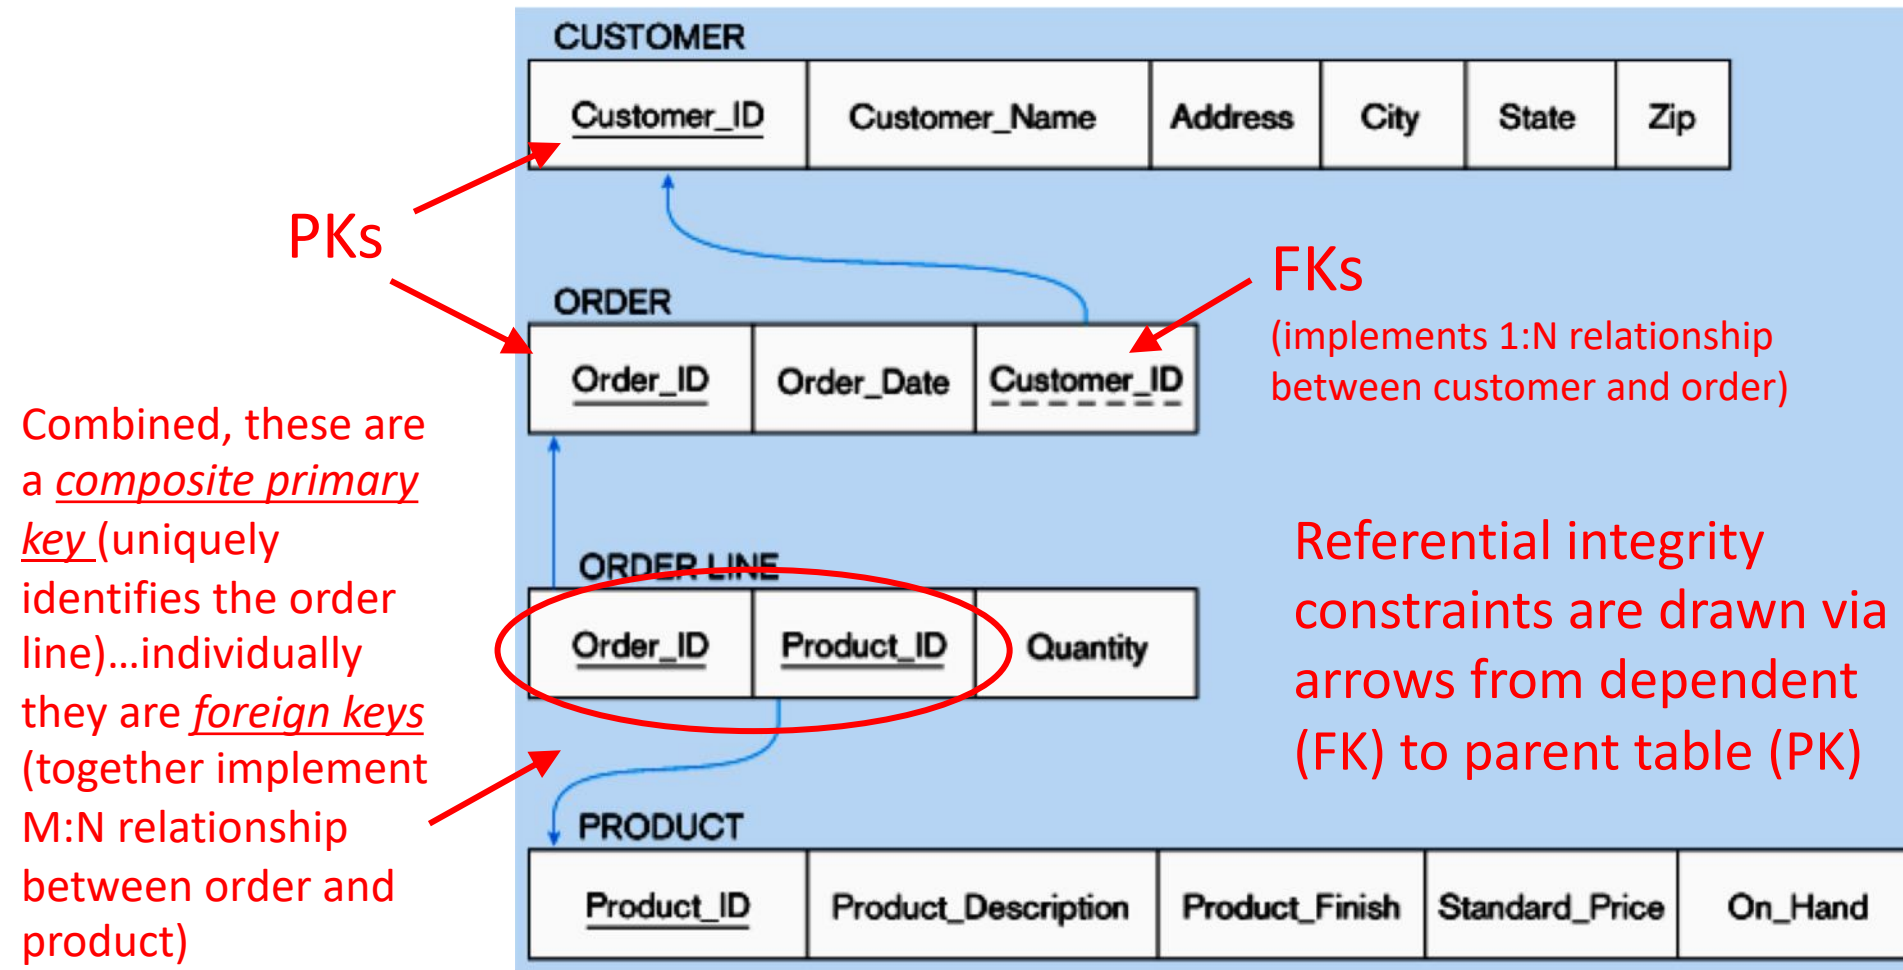 CUSTOMER
Customer_ID Customer_Name Address City State Zip
PKs
FKs
(implements 1:N relationship
between customer and order)
ORDER
Order_ID Order_Date Customer_ID
Combined, these are
a composite primary
key (uniquely
identifies the order
line)...individually
they are foreign keys
(together implement
M:N relationship
between order and
product)
ORDER LINE
Order_ID Product_ID Quantity
Referential integrity
constraints are drawn via
arrows from dependent
(FK) to parent table (PK)
PRODUCT
Product_ID Product_Description Product_Finish Standard_Price On_Hand